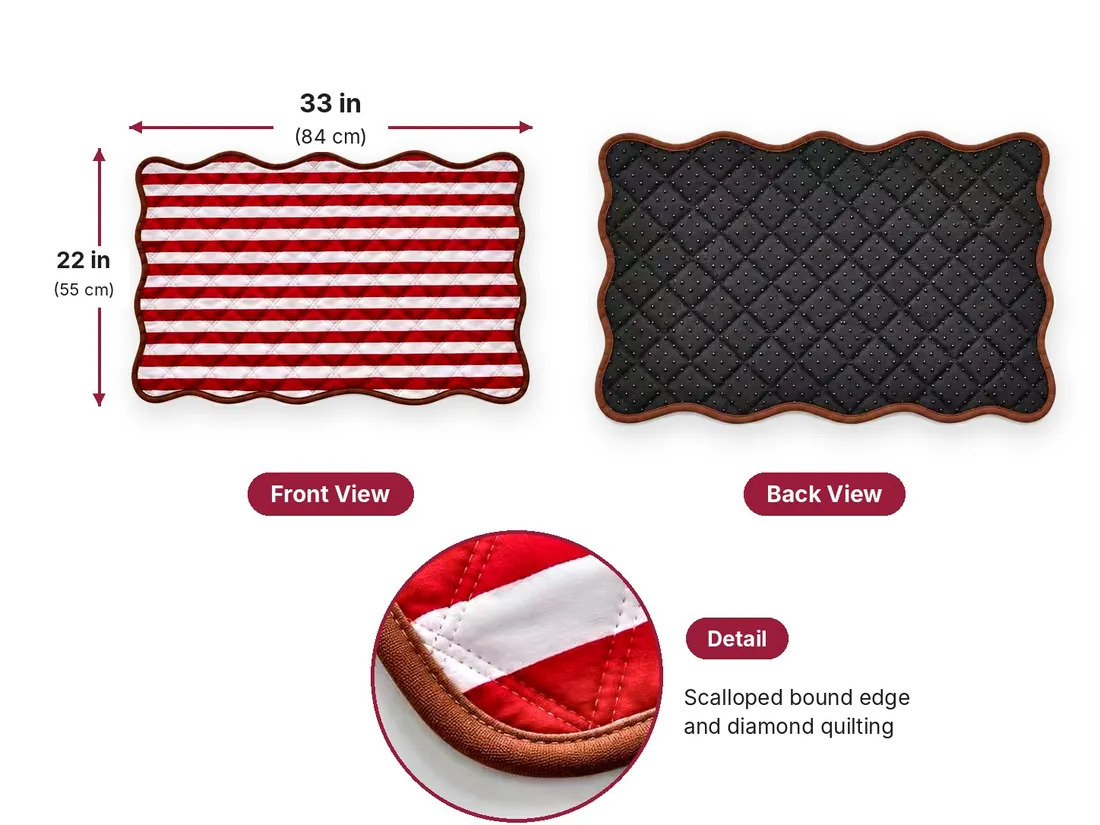 33 in
(84 cm)
22 in
(55 cm)
Front View
Back View
Detail
Scalloped bound edge
and diamond quilting